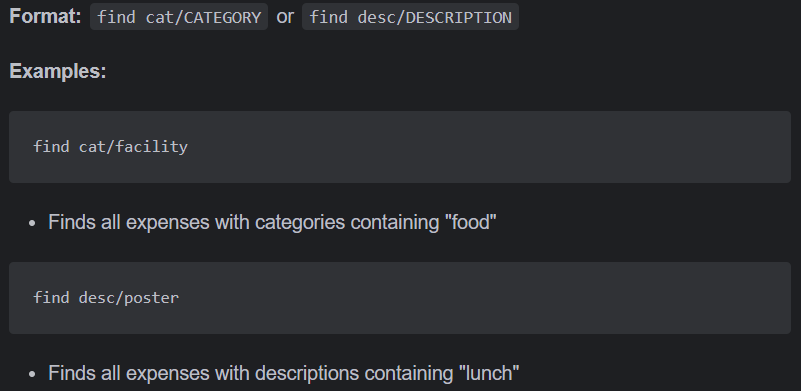 Format: find cat/CATEGORY or find desc/DESCRIPTION
Examples:
find cat/facility
• Finds all expenses with categories containing "food"
find desc/poster
• Finds all expenses with descriptions containing "lunch"